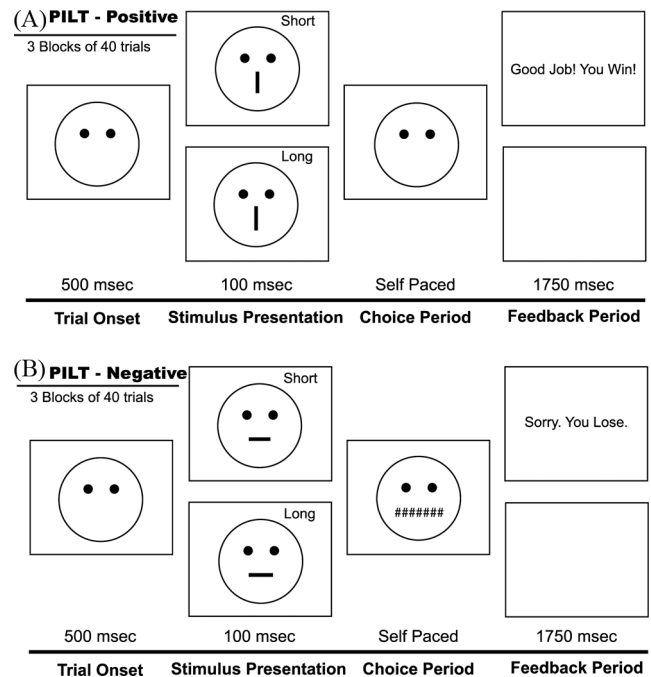 (A) PILT - Positive
3 Blocks of 40 trials
Short
Long
Good Job! You Win!
500 msec 100 msec Self Paced 1750 msec
Trial Onset Stimulus Presentation Choice Period Feedback Period
(B) PILT - Negative
3 Blocks of 40 trials
Short
Long
#######
Sorry. You Lose.
500 msec 100 msec Self Paced 1750 msec
Trial Onset Stimulus Presentation Choice Period Feedback Period